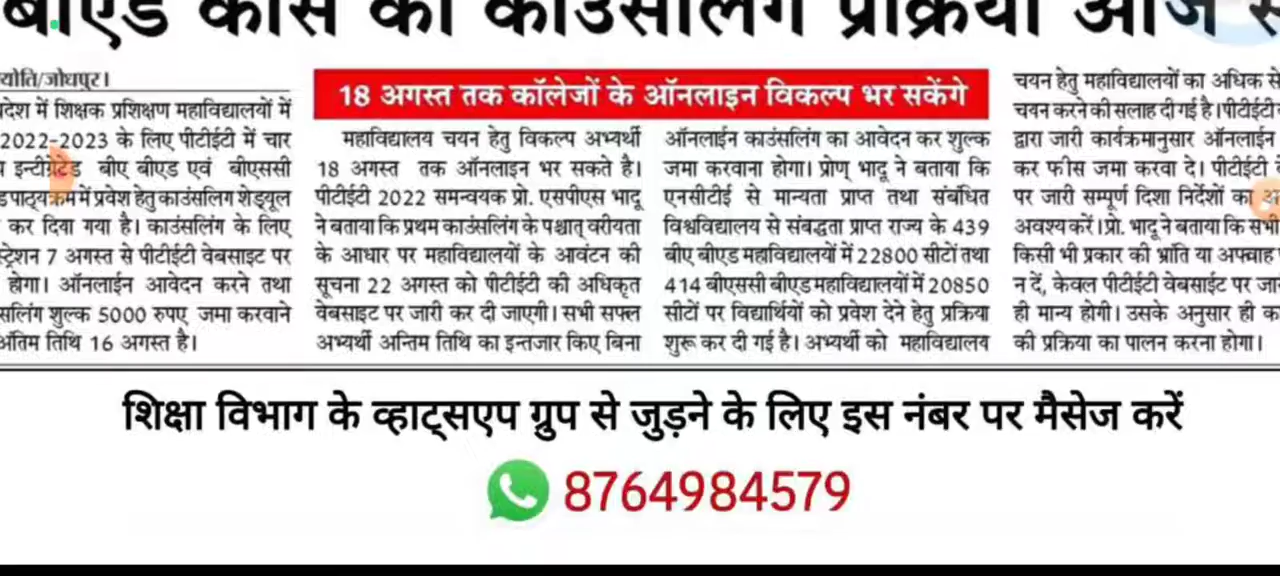 बीएड कोर्स की काउंसलिंग प्रक्रिया आज से
ज्योति/जोधपुर।
में शिक्षक प्रशिक्षण महाविद्यालयों में
2022-2023 के लिए पीटीईटी में चार
इन्टीग्रेटेड बीए बीएड एवं बीएससी
पाठ्यक्रम में प्रवेश हेतु काउंसलिंग शेड्यूल
कर दिया गया है। काउंसलिंग के लिए
7 अगस्त से पीटीईटी वेबसाइट पर
होगा। ऑनलाईन आवेदन करने तथा
शुल्क 5000 रुपए जमा करवाने
अंतिम तिथि 16 अगस्त है।
18 अगस्त तक कॉलेजों के ऑनलाइन विकल्प भर सकेंगे
महाविद्यालय चयन हेतु विकल्प अभ्यर्थी
18 अगस्त तक ऑनलाइन भर सकते है।
पीटीईटी 2022 समन्वयक प्रो. एसपीएस भादू
ने बताया कि प्रथम काउंसलिंग के पश्चात् वरीयता
के आधार पर महाविद्यालयों के आवंटन की
सूचना 22 अगस्त को पीटीईटी की अधिकृत
वेबसाइट पर जारी कर दी जाएगी। सभी सफल
अभ्यर्थी अन्तिम तिथि का इन्तजार किए बिना
ऑनलाईन काउंसलिंग का आवेदन कर शुल्क
जमा करवाना होगा। प्रोण् भादू ने बताया कि
एनसीटीई से मान्यता प्राप्त तथा संबंधित
विश्वविद्यालय से संबद्धता प्राप्त राज्य के 439
बीए बीएड महाविद्यालयों में 22800 सीटों तथा
414 बीएससी बीएड महाविद्यालयों में 20850
सीटों पर विद्यार्थियों को प्रवेश देने हेतु प्रक्रिया
शुरू कर दी गई है। अभ्यर्थी को महाविद्यालय
चयन हेतु महाविद्यालयों का अधिक से
चयन करने की सलाह दी गई है। पीटीईटी
द्वारा जारी कार्यक्रमानुसार ऑनलाईन
कर फीस जमा करवा दे। पीटीईटी
पर जारी सम्पूर्ण दिशा निर्देशों का
अवश्य करें। प्रो. भादू ने बताया कि सभी
किसी भी प्रकार की भ्रांति या अफवाह
न दें, केवल पीटीईटी वेबसाईट पर
ही मान्य होगी। उसके अनुसार ही
की प्रक्रिया का पालन करना होगा।
शिक्षा विभाग के व्हाट्सएप ग्रुप से जुड़ने के लिए इस नंबर पर मैसेज करें
8764984579